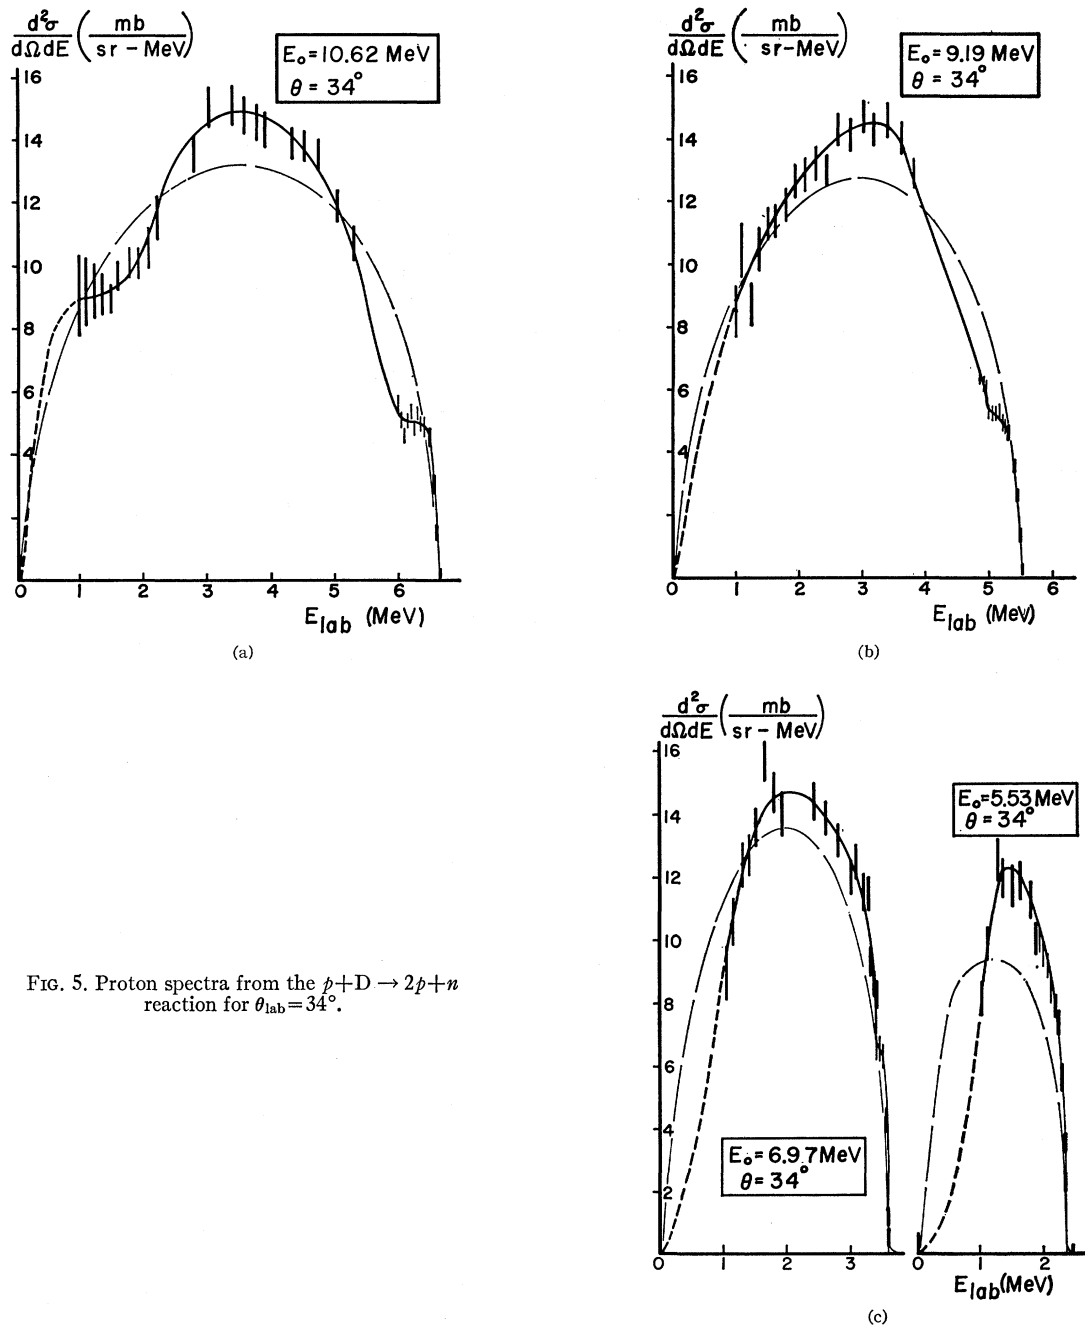 d²σ/dΩdE (mb/sr – MeV)
E₀=10.62 MeV
θ = 34°
16
14
12
10
8
6
4
0 1 2 3 4 5 6
E_lab (MeV)
(a)
d²σ/dΩdE (mb/sr-MeV)
E₀=9.19 MeV
θ = 34°
16
14
12
10
8
6
4
0 1 2 3 4 5 6
E_lab (MeV)
(b)
d²σ/dΩdE (mb/sr – MeV)
16
14
12
10
8
6
4
2
E₀=5.53 MeV
θ = 34°
E₀=6.97 MeV
θ = 34°
0 1 2 3 0 1 2
E_lab (MeV)
(c)
FIG. 5. Proton spectra from the p+D → 2p+n
reaction for θ_lab=34°.